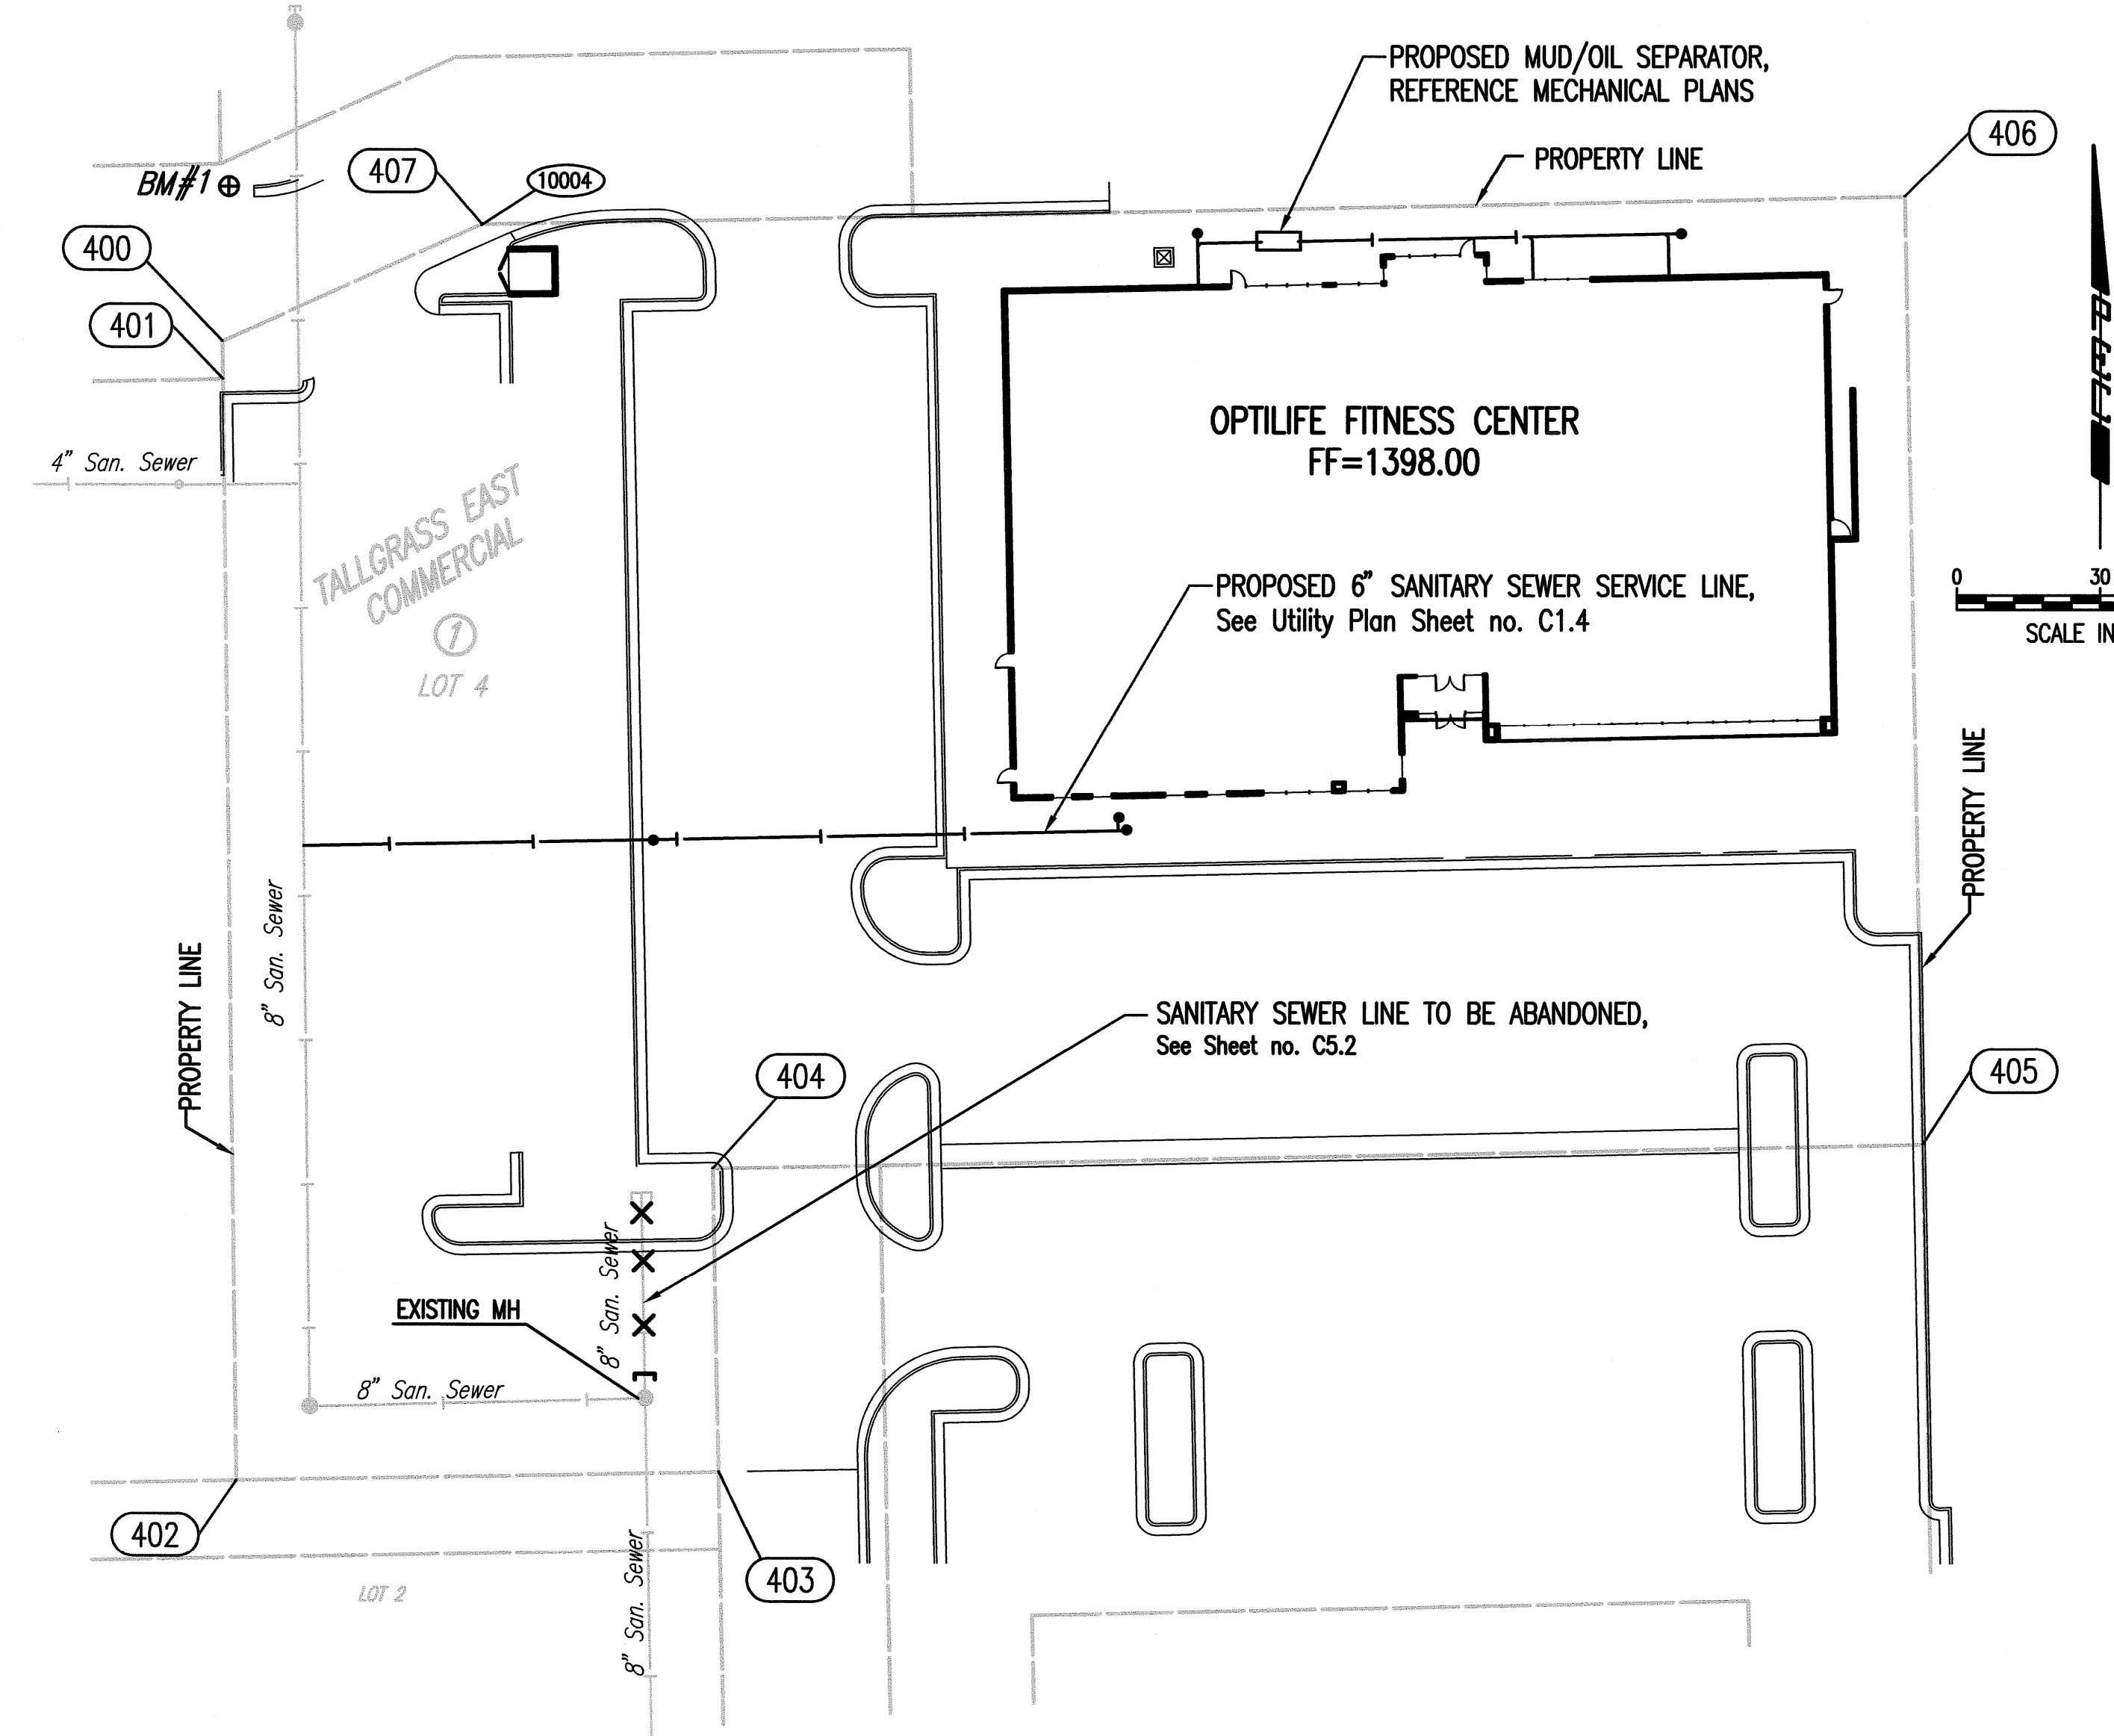 PROPOSED MUD/OIL SEPARATOR,
REFERENCE MECHANICAL PLANS
406
PROPERTY LINE
407
10004
BM#1
400
401
OPTILIFE FITNESS CENTER
FF=1398.00
4" San. Sewer
TALLGRASS EAST
COMMERCIAL
1
LOT 4
PROPOSED 6" SANITARY SEWER SERVICE LINE,
See Utility Plan Sheet no. C1.4
0 30
SCALE IN
PROPERTY LINE
8" San. Sewer
PROPERTY LINE
SANITARY SEWER LINE TO BE ABANDONED,
See Sheet no. C5.2
404
405
8" San. Sewer
EXISTING MH
8" San. Sewer
402
403
8" San. Sewer
LOT 2